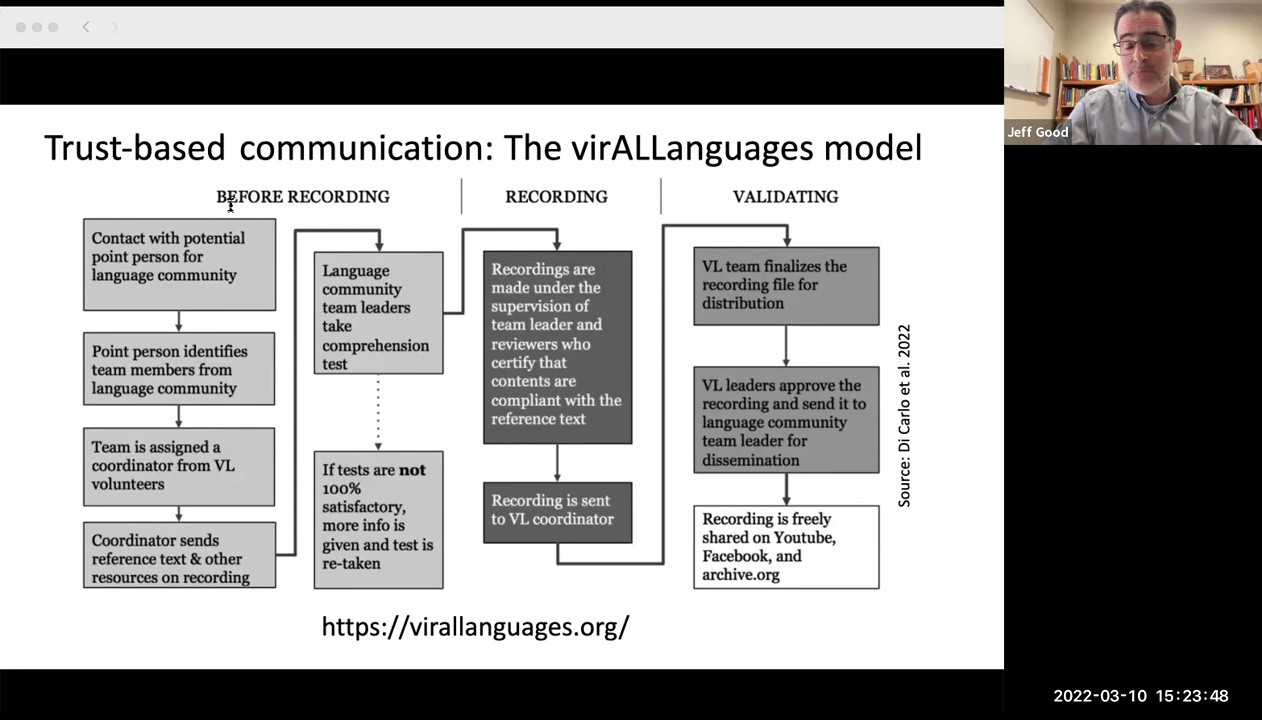 Jeff Good
Trust-based communication: The virALLanguages model
BEFORE RECORDING
RECORDING
VALIDATING
Contact with potential
point person for
language community
Point person identifies
team members from
language community
Team is assigned a
coordinator from VL
volunteers
Coordinator sends
reference text & other
resources on recording
Language
community
team leaders
take
comprehension
test
If tests are not
100%
satisfactory,
more info is
given and test is
re-taken
Recordings are
made under the
supervision of
team leader and
reviewers who
certify that
contents are
compliant with the
reference text
Recording is sent
to VL coordinator
VL team finalizes the
recording file for
distribution
VL leaders approve the
recording and send it to
language community
team leader for
dissemination
Recording is freely
shared on Youtube,
Facebook, and
archive.org
Source: Di Carlo et al. 2022
https://virallanguages.org/
2022-03-10 15:23:48